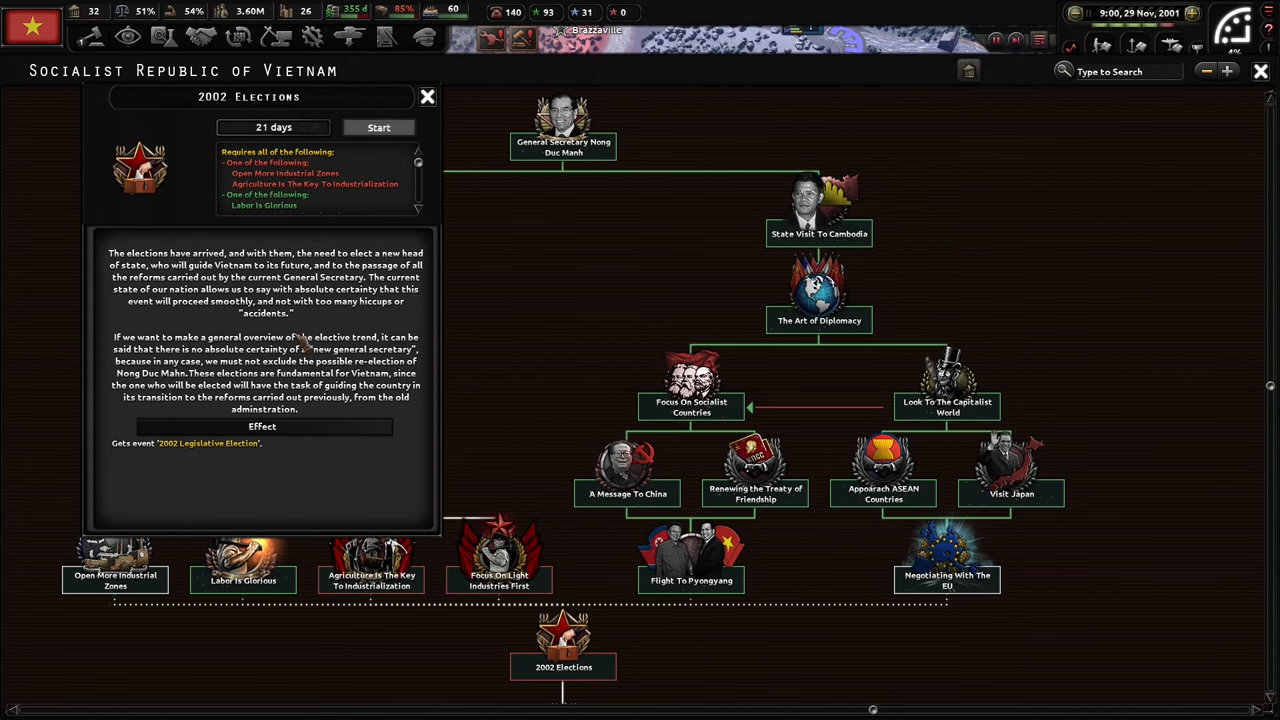 32
51%
54%
3.60M
26
355 d
85%
60
140
93
31
0
9:00, 29 Nov, 2001
Brazzaville
4%
Socialist Republic of Vietnam
Type to Search
2002 Elections
21 days
Start
Requires all of the following:
- One of the following:
Open More Industrial Zones
Agriculture Is The Key To Industrialization
- One of the following:
Labor Is Glorious
The elections have arrived, and with them, the need to elect a new head
of state, who will guide Vietnam to its future, and to the passage of all
the reforms carried out by the current General Secretary. The current
state of our nation allows us to say with absolute certainty that this
event will proceed smoothly, and not with too many hiccups or
"accidents."
If we want to make a general overview of the elective trend, it can be
said that there is no absolute certainty of a new general secretary",
because in any case, we must not exclude the possible re-election of
Nong Duc Mahn.These elections are fundamental for Vietnam, since
the one who will be elected will have the task of guiding the country in
its transition to the reforms carried out previously, from the old
adminstration.
Effect
Gets event '2002 Legislative Election'.
General Secretary Nong
Duc Manh
State Visit To Cambodia
The Art of Diplomacy
Focus On Socialist
Countries
Look To The Capitalist
World
A Message To China
Renewing the Treaty of
Friendship
Appoarach ASEAN
Countries
Visit Japan
Open More Industrial
Zones
Labor Is Glorious
Agriculture Is The Key
To Industrialization
Focus On Light
Industries First
Flight To Pyongyang
Negotiating With The
EU
2002 Elections